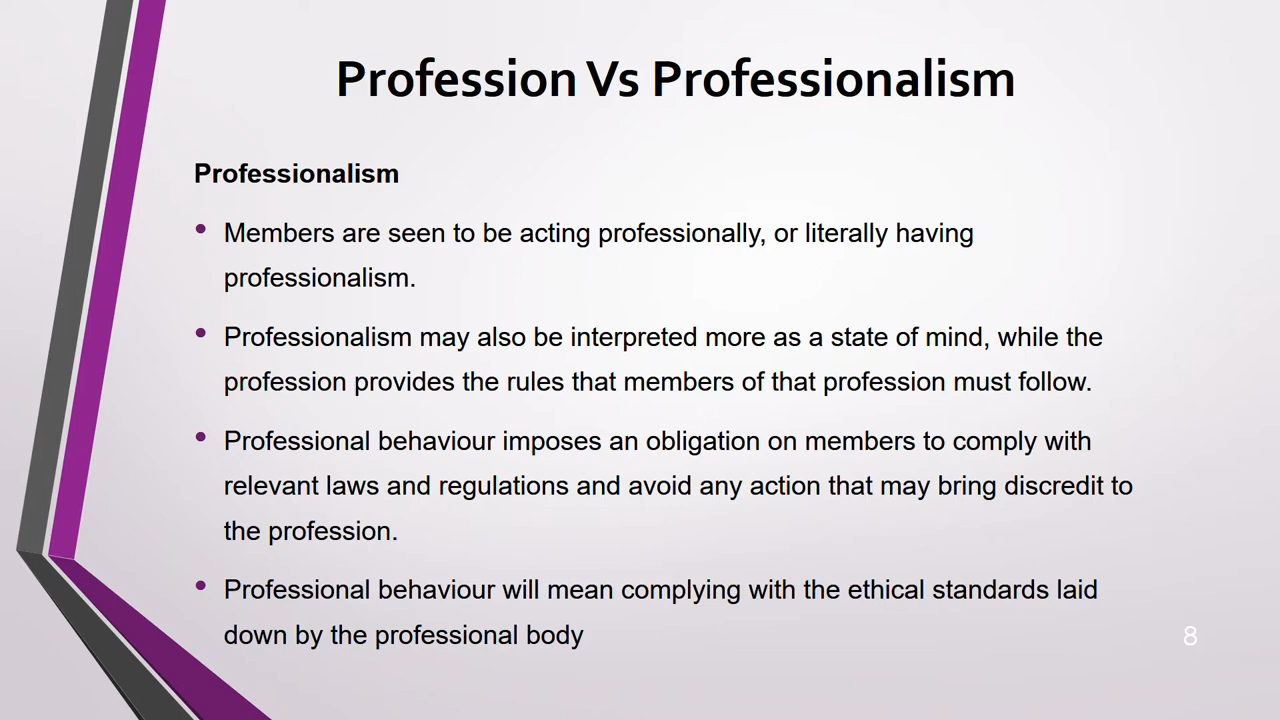 Profession Vs Professionalism
Professionalism
• Members are seen to be acting professionally, or literally having
professionalism.
• Professionalism may also be interpreted more as a state of mind, while the
profession provides the rules that members of that profession must follow.
• Professional behaviour imposes an obligation on members to comply with
relevant laws and regulations and avoid any action that may bring discredit to
the profession.
• Professional behaviour will mean complying with the ethical standards laid
down by the professional body
8